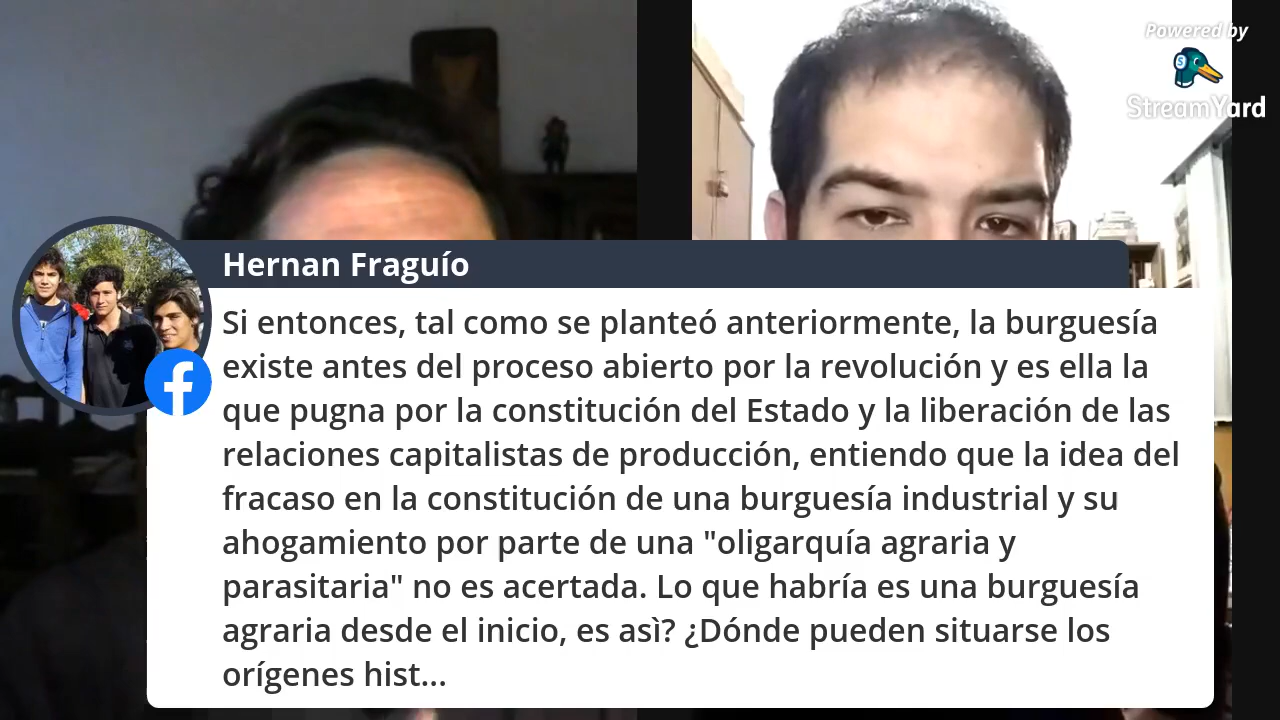 Powered by
StreamYard
Hernan Fraguío
Si entonces, tal como se planteó anteriormente, la burguesía
existe antes del proceso abierto por la revolución y es ella la
que pugna por la constitución del Estado y la liberación de las
relaciones capitalistas de producción, entiendo que la idea del
fracaso en la constitución de una burguesía industrial y su
ahogamiento por parte de una "oligarquía agraria y
parasitaria" no es acertada. Lo que habría es una burguesía
agraria desde el inicio, es asì? ¿Dónde pueden situarse los
orígenes hist...